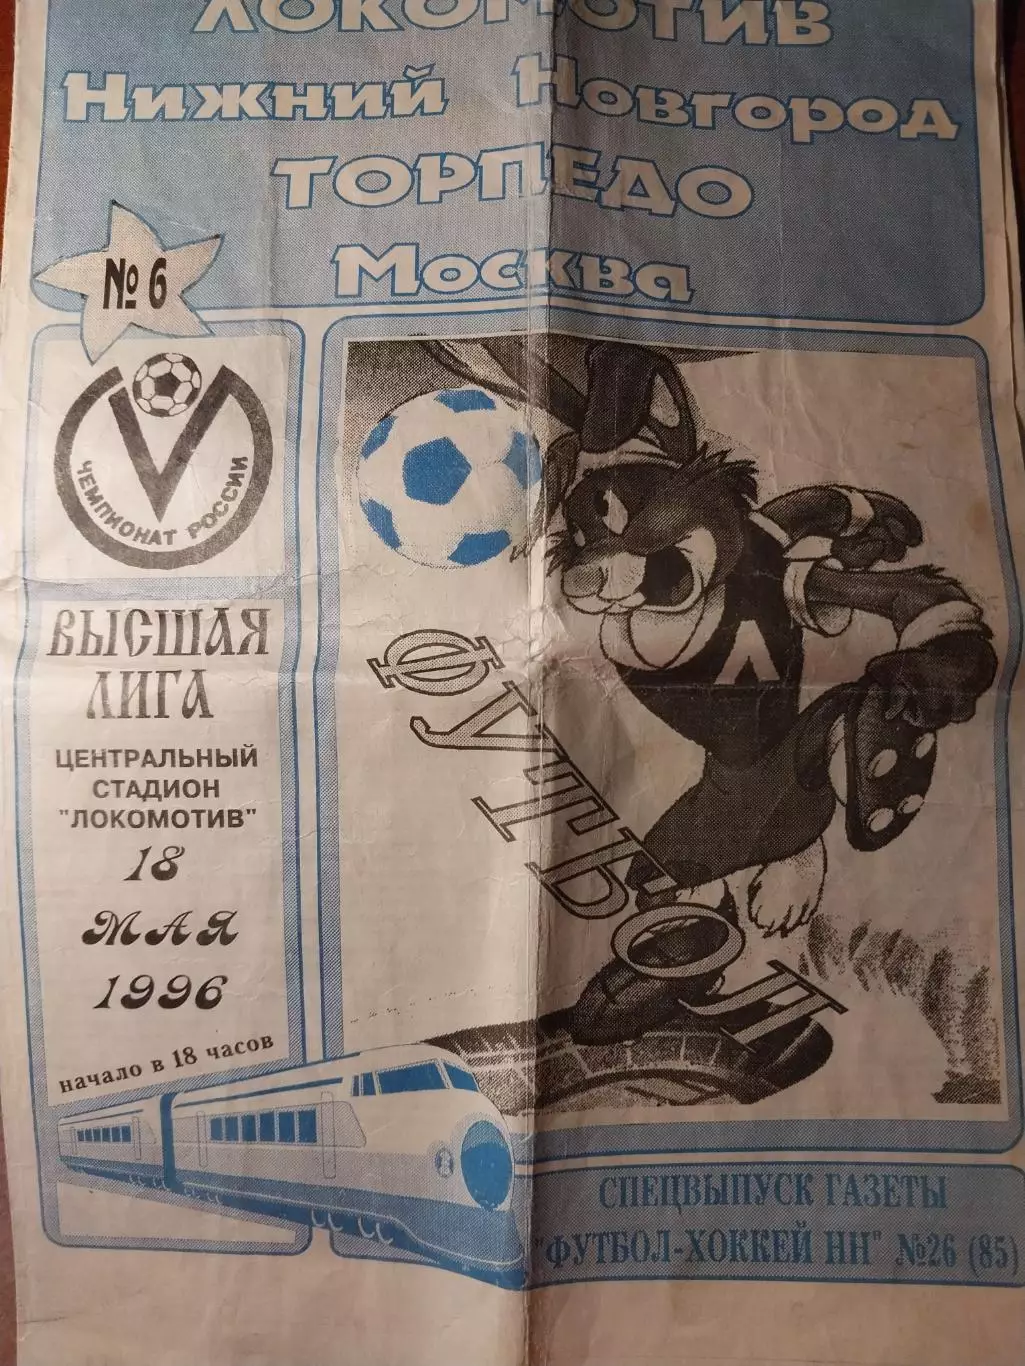 ЛОКОМОТИВ
Нижний Новгород
ТОРПЕДО
Москва
№ 6
ЧЕМПИОНАТ РОССИИ
ВЫСШАЯ
ЛИГА
ЦЕНТРАЛЬНЫЙ
СТАДИОН
"ЛОКОМОТИВ"
18
МАЯ
1996
начало в 18 часов
Л
ФУТБОЛ
СПЕЦВЫПУСК ГАЗЕТЫ
"ФУТБОЛ-ХОККЕЙ НН" №26 (85)